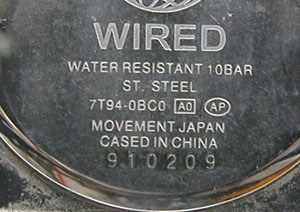 WIRED
WATER RESISTANT 10BAR
ST. STEEL
7T94-0BC0 A0 AP
MOVEMENT JAPAN
CASED IN CHINA
910209